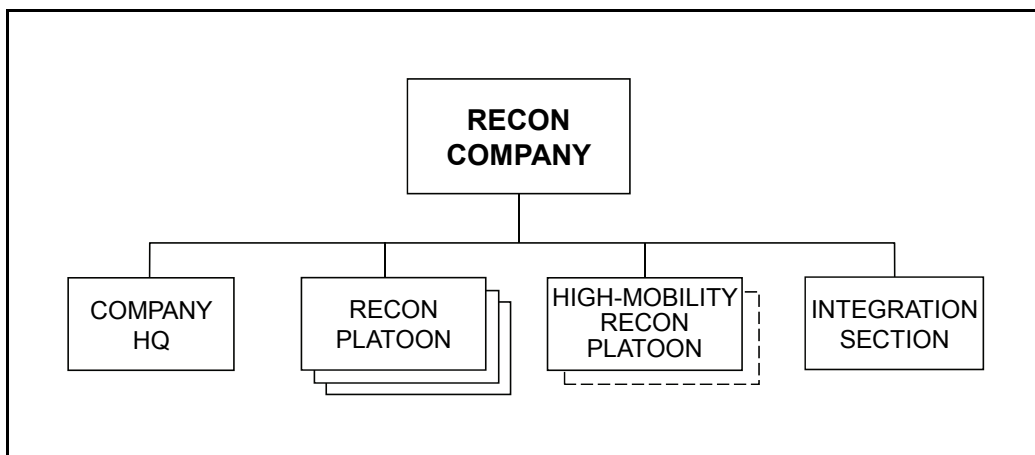 RECON
COMPANY
COMPANY
HQ
RECON
PLATOON
HIGH-MOBILITY
RECON
PLATOON
INTEGRATION
SECTION